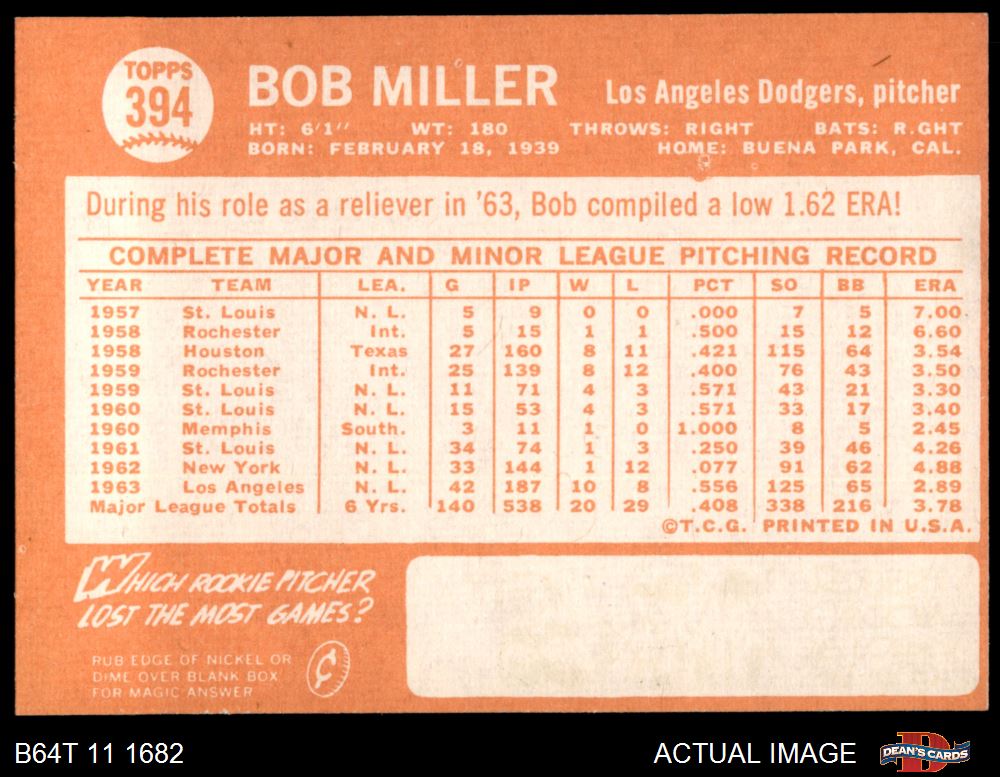 TOPPS
394
BOB MILLER
Los Angeles Dodgers, pitcher
HT: 6'1" WT: 180 THROWS: RIGHT BATS: R.GHT
BORN: FEBRUARY 18, 1939 HOME: BUENA PARK, CAL.
During his role as a reliever in '63, Bob compiled a low 1.62 ERA!
COMPLETE MAJOR AND MINOR LEAGUE PITCHING RECORD
YEAR TEAM LEA. G IP W L PCT SO BB ERA
1957 St. Louis N. L. 5 9 0 0 .000 7 5 7.00
1958 Rochester Int. 5 15 1 1 .500 15 12 6.60
1958 Houston Texas 27 160 8 11 .421 115 64 3.54
1959 Rochester Int. 25 139 8 12 .400 76 43 3.50
1959 St. Louis N. L. 11 71 4 3 .571 43 21 3.30
1960 St. Louis N. L. 15 53 4 3 .571 33 17 3.40
1960 Memphis South. 3 11 1 0 1.000 8 5 2.45
1961 St. Louis N. L. 34 74 1 3 .250 39 46 4.26
1962 New York N. L. 33 144 1 12 .077 91 62 4.88
1963 Los Angeles N. L. 42 187 10 8 .556 125 65 2.89
Major League Totals 6 Yrs. 140 538 20 29 .408 338 216 3.78
©T.C.G. PRINTED IN U.S.A.
WHICH ROOKIE PITCHER
LOST THE MOST GAMES?
RUB EDGE OF NICKEL OR
DIME OVER BLANK BOX
FOR MAGIC ANSWER
¢
B64T 11 1682 ACTUAL IMAGE
D
DEAN'S CARDS